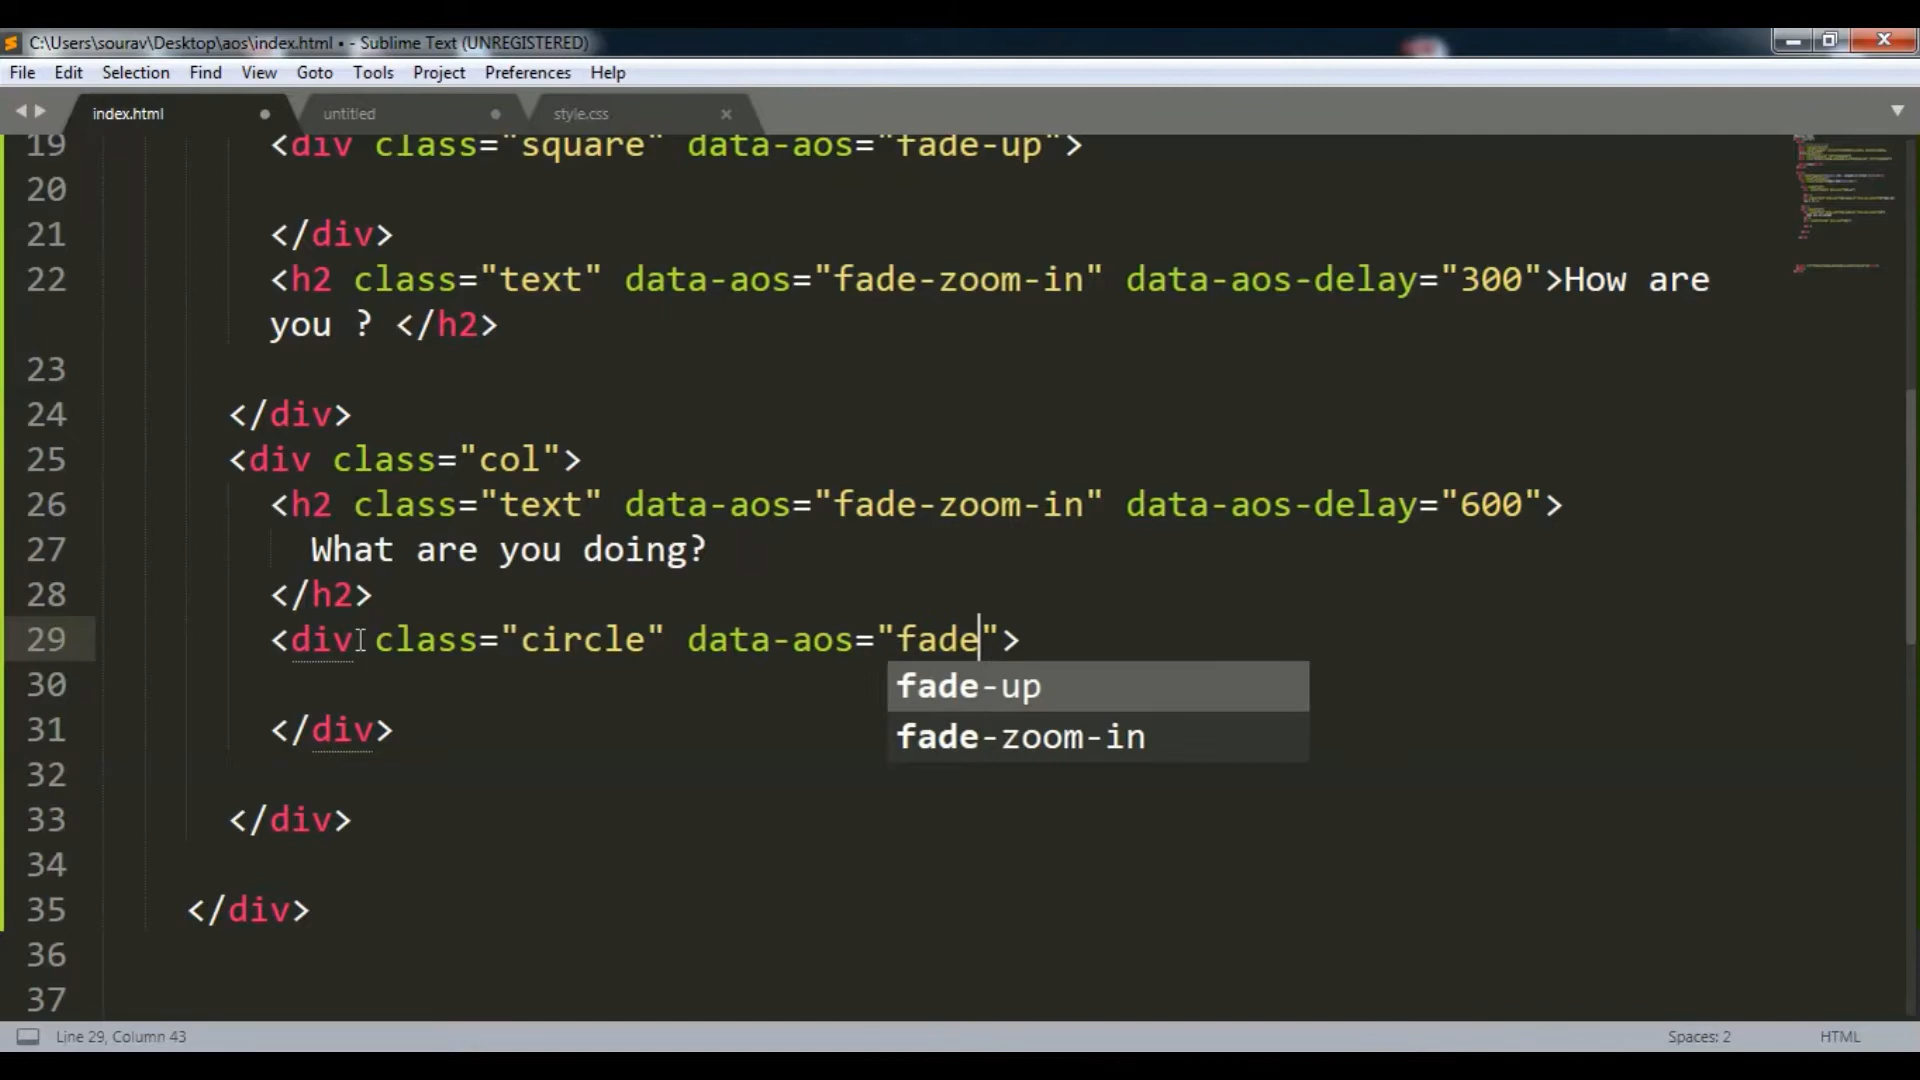 C:\Users\sourav\Desktop\aos\index.html • - Sublime Text (UNREGISTERED)
File Edit Selection Find View Goto Tools Project Preferences Help
index.html untitled style.css
19 <div class="square" data-aos="fade-up">
20
21 </div>
22 <h2 class="text" data-aos="fade-zoom-in" data-aos-delay="300">How are
you ? </h2>
23
24 </div>
25 <div class="col">
26 <h2 class="text" data-aos="fade-zoom-in" data-aos-delay="600">
27 What are you doing?
28 </h2>
29 <div class="circle" data-aos="fade">
fade-up
30
fade-zoom-in
31 </div>
32
33 </div>
34
35 </div>
36
37
Line 29, Column 43 Spaces: 2 HTML